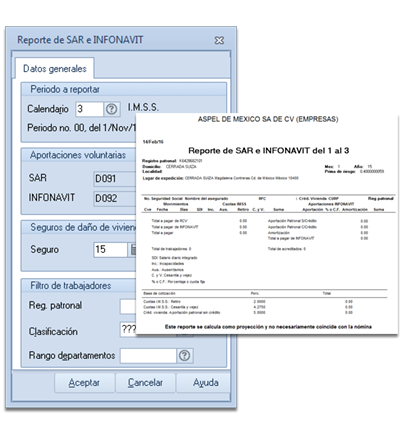 Reporte de SAR e INFONAVIT
Datos generales
Periodo a reportar
Calendario 3 I.M.S.S.
Periodo no. 00, del 1/Nov/1
Aportaciones voluntarias
SAR D091
INFONAVIT D092
Seguros de daño de vivien
Seguro 15
Filtro de trabajadores
Reg. patronal
Clasificación ???
Rango departamentos
Aceptar Cancelar Ayuda
ASPEL DE MEXICO SA DE CV (EMPRESAS)
14/Feb/16
Reporte de SAR e INFONAVIT del 1 al 3
Registro patronal:
Domicilio: CERRADA SUIZA Mes: 1 Año: 15
Localidad: Prima de riesgo:
Lugar de expedición: CERRADA SUIZA Magdalena Contreras Cd. de México México 10400
No. Seguridad Social Nombre del asegurado RFC Créd. Vivienda CURP Reg patronal
Movimientos Cuotas IMSS Aportaciones INFONAVIT
Cve Fecha Días SDI Inc. Aus. Retiro C. y V. Suma Aportación % o C.F. Amortización Suma
Total a pagar de RCV 0.00 Aportación Patronal S/Crédito 0.00
Total a pagar de INFONAVIT 0.00 Aportación Patronal C/Crédito 0.00
Total a pagar 0.00 Amortización 0.00
Total a pagar de INFONAVIT 0.00
Total de trabajadores: 0 Total de acreditados: 0
SDI: Salario diario integrado
Inc.: Incapacidades
Aus.: Ausentismos
C. y V.: Cesantía y vejez
% o C.F.: Porcentaje o cuota fija
Base de cotización Porc. Total
Cuotas I.M.S.S.: Retiro 2.0000 0.00
Cuotas I.M.S.S.: Cesantía y vejez 4.2750 0.00
Créd. vivienda: Aportación patronal sin crédito 5.0000 0.00
Este reporte se calcula como proyección y no necesariamente coincide con la nómina